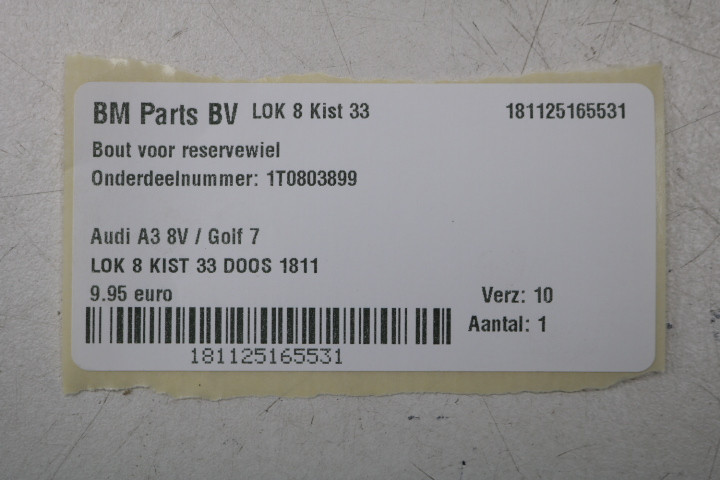 BM Parts BV LOK 8 Kist 33 181125165531
Bout voor reservewiel
Onderdeelnummer: 1T0803899
Audi A3 8V / Golf 7
LOK 8 KIST 33 DOOS 1811
9.95 euro Verz: 10
Aantal: 1
181125165531